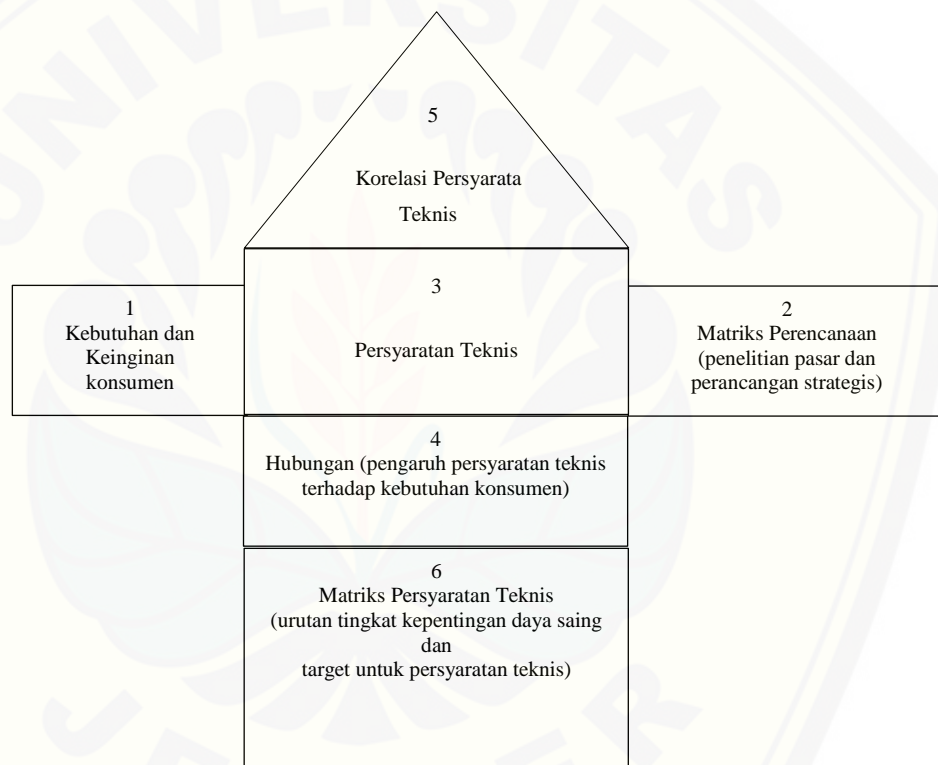 UNIVERSITAS
5
Korelasi Persyarata
Teknis
3
Persyaratan Teknis
1
Kebutuhan dan
Keinginan
konsumen
2
Matriks Perencanaan
(penelitian pasar dan
perancangan strategis)
4
Hubungan (pengaruh persyaratan teknis
terhadap kebutuhan konsumen)
6
Matriks Persyaratan Teknis
(urutan tingkat kepentingan daya saing
dan
target untuk persyaratan teknis)